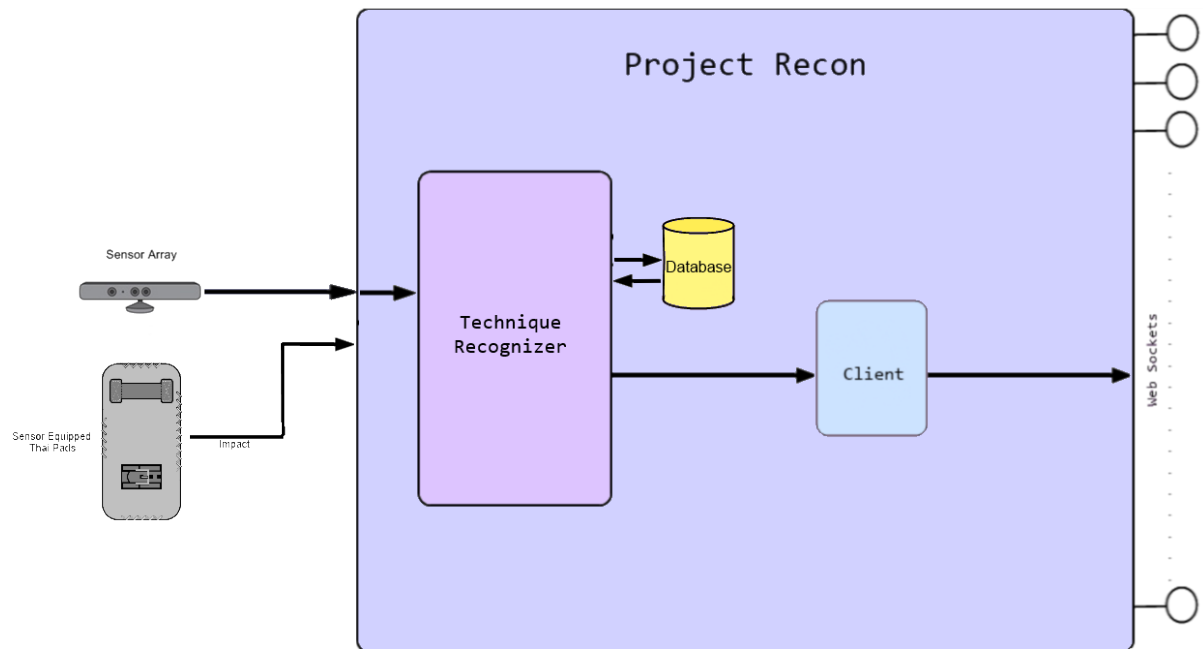 Project Recon
Sensor Array
Database
Technique
Recognizer
Client
Web Sockets
Sensor Equipped
Thai Pads
Impact